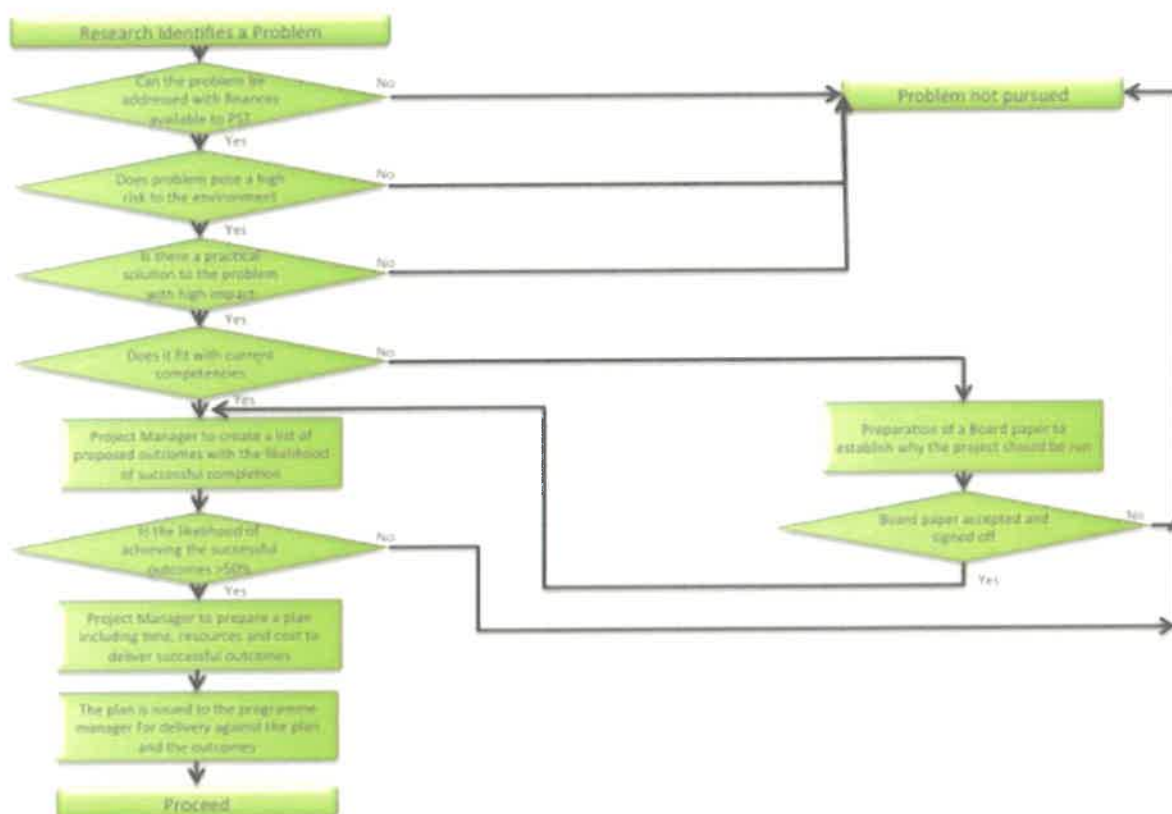 Research Identifies a Problem
Can the problem be
addressed with finances
available to PST
No
Problem not pursued
Yes
Does problem pose a high
risk to the environment
No
Yes
Is there a practical
solution to the problem
with high impact
No
Yes
Does it fit with current
competencies
No
Yes
Project Manager to create a list of
proposed outcomes with the likelihood
of successful completion
Preparation of a Board paper to
establish why the project should be run
Is the likelihood of
achieving the successful
outcomes >50%
No
Board paper accepted and
signed off
No
Yes
Yes
Project Manager to prepare a plan
including time, resources and cost to
deliver successful outcomes
The plan is issued to the programme
manager for delivery against the plan
and the outcomes
Proceed